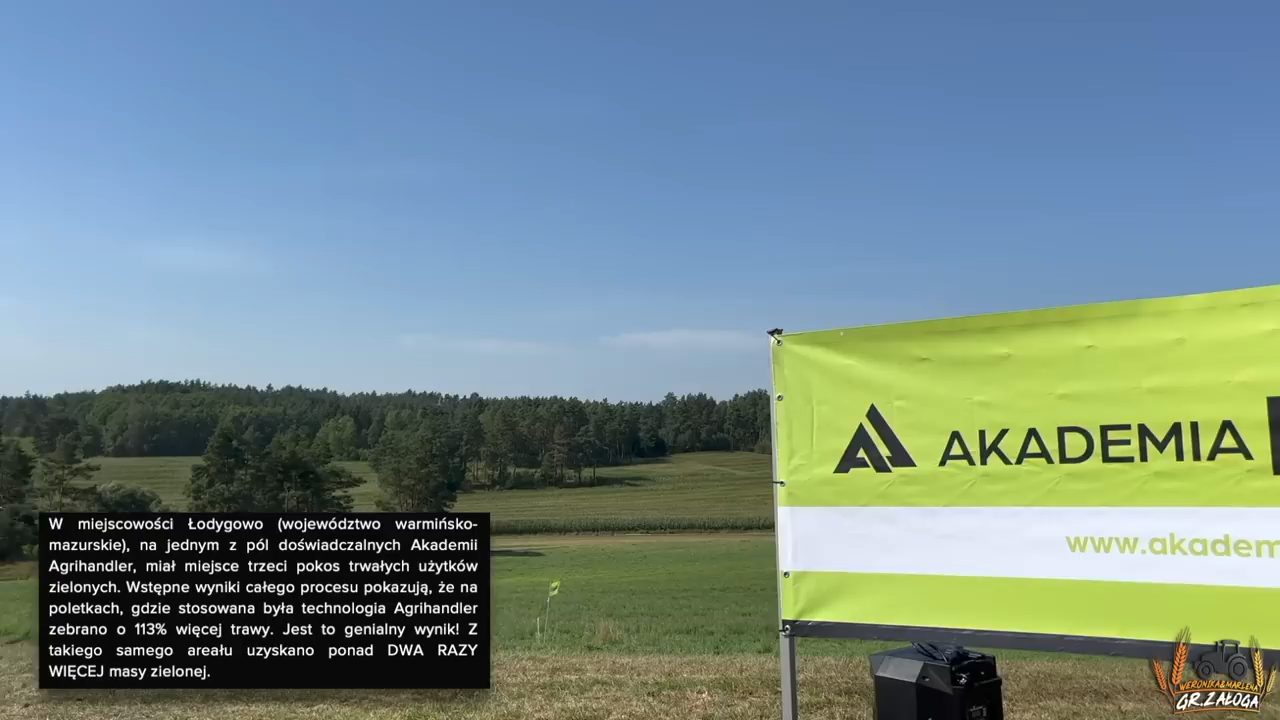 AKADEMIA
www.akadem
W miejscowości Łodygowo (województwo warmińsko-
mazurskie), na jednym z pól doświadczalnych Akademii
Agrihandler, miał miejsce trzeci pokos trwałych użytków
zielonych. Wstępne wyniki całego procesu pokazują, że na
poletkach, gdzie stosowana była technologia Agrihandler
zebrano o 113% więcej trawy. Jest to genialny wynik! Z
takiego samego areału uzyskano ponad DWA RAZY
WIĘCEJ masy zielonej.
WERONIKA&MARLENA
GR.ZAŁOGA